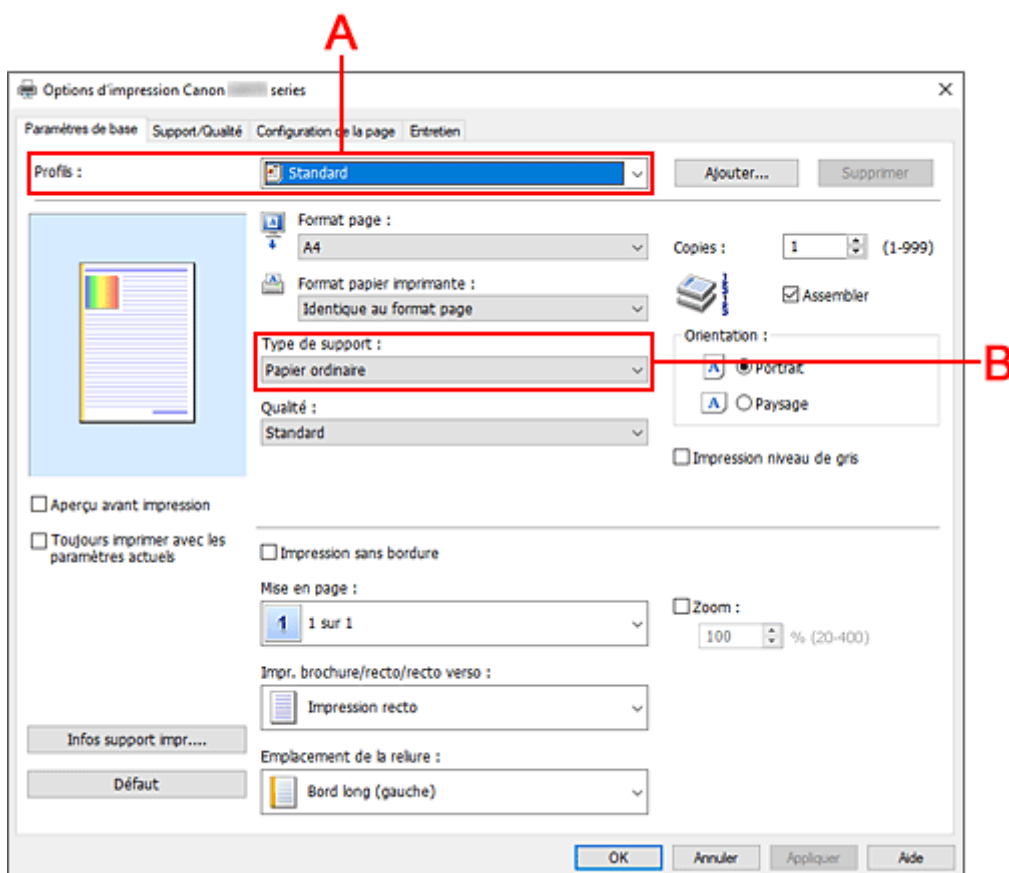 A
Options d'impression Canon series
Paramètres de base Support/Qualité Configuration de la page Entretien
Profils : Standard Ajouter... Supprimer
Format page :
A4
Copies : 1 (1-999)
Format papier imprimante :
Identique au format page
Assembler
Type de support :
Papier ordinaire
B
Orientation :
A Portrait
A Paysage
Qualité :
Standard
Impression niveau de gris
Aperçu avant impression
Toujours imprimer avec les
paramètres actuels
Impression sans bordure
Mise en page :
1 1 sur 1
Zoom :
100 % (20-400)
Impr. brochure/recto/recto verso :
Impression recto
Infos support impr....
Emplacement de la reliure :
Défaut
Bord long (gauche)
OK Annuler Appliquer Aide